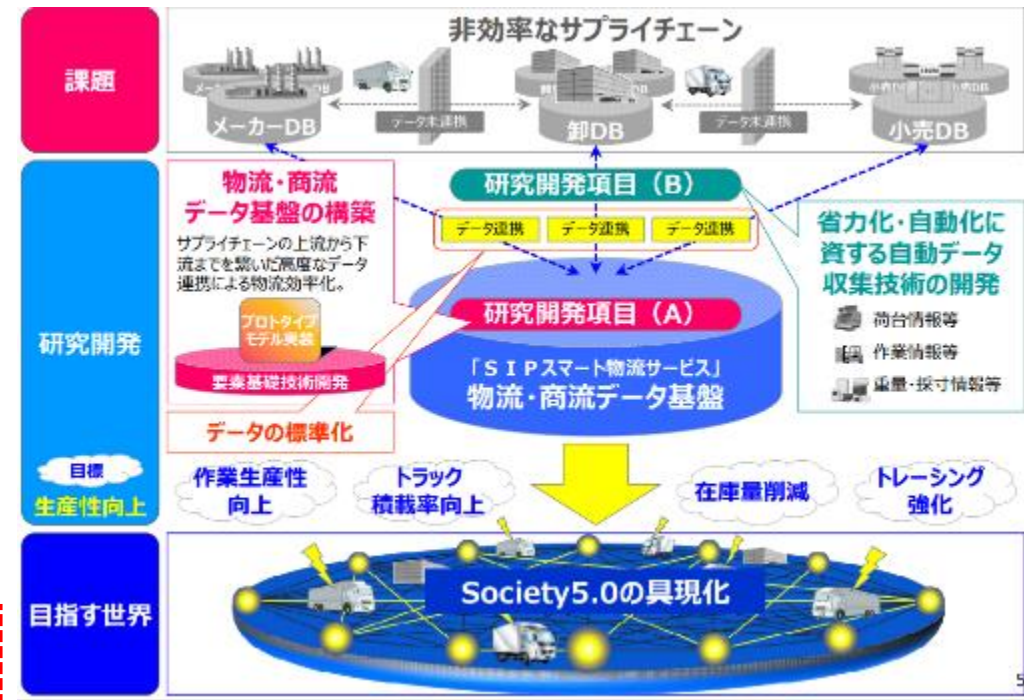 課題
非効率なサプライチェーン
メーカーDB
データ未連携
卸DB
データ未連携
小売DB
研究開発
物流・商流
データ基盤の構築
サプライチェーンの上流から下
流までを繋いだ高度なデータ
連携による物流効率化。
プロトタイプ
モデル実装
要素基礎技術開発
データの標準化
研究開発項目（B）
データ連携
データ連携
データ連携
研究開発項目（A）
「ＳＩＰスマート物流サービス」
物流・商流データ基盤
省力化・自動化に
資する自動データ
収集技術の開発
荷台情報等
作業情報等
重量・採寸情報等
目標
生産性向上
作業生産性
向上
トラック
積載率向上
在庫量削減
トレーシング
強化
目指す世界
Society5.0の具現化
5